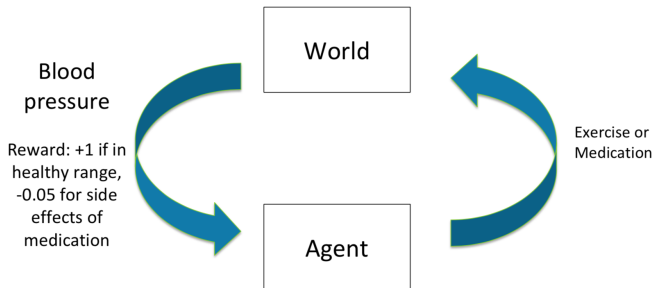 World
Blood
pressure
Reward: +1 if in
healthy range,
-0.05 for side
effects of
medication
Exercise or
Medication
Agent